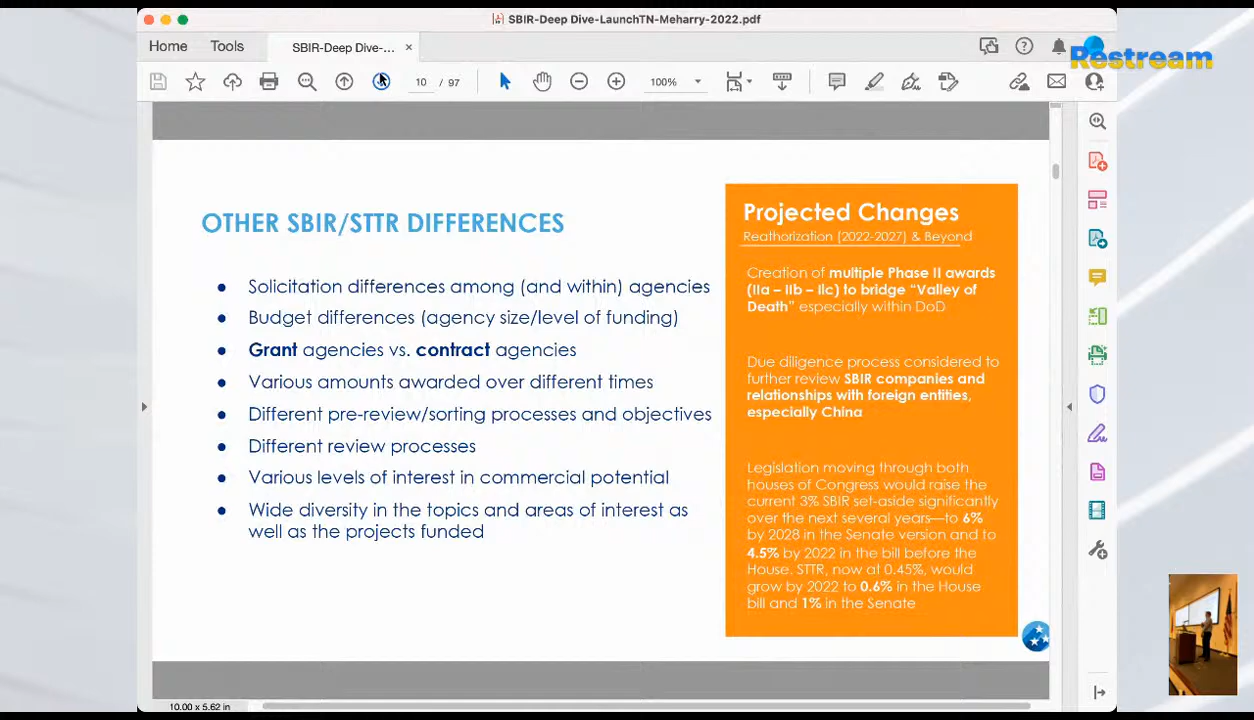 SBIR-Deep Dive-LaunchTN-Meharry-2022.pdf
Home Tools SBIR-Deep Dive-... ×
Restream
10 / 97 100%
OTHER SBIR/STTR DIFFERENCES
● Solicitation differences among (and within) agencies
● Budget differences (agency size/level of funding)
● Grant agencies vs. contract agencies
● Various amounts awarded over different times
● Different pre-review/sorting processes and objectives
● Different review processes
● Various levels of interest in commercial potential
● Wide diversity in the topics and areas of interest as
well as the projects funded
Projected Changes
Reathorization (2022-2027) & Beyond
Creation of multiple Phase II awards
(IIa – IIb – IIc) to bridge “Valley of
Death” especially within DoD
Due diligence process considered to
further review SBIR companies and
relationships with foreign entities,
especially China
Legislation moving through both
houses of Congress would raise the
current 3% SBIR set-aside significantly
over the next several years—to 6%
by 2028 in the Senate version and to
4.5% by 2022 in the bill before the
House. STTR, now at 0.45%, would
grow by 2022 to 0.6% in the House
bill and 1% in the Senate
10.00 x 5.62 in